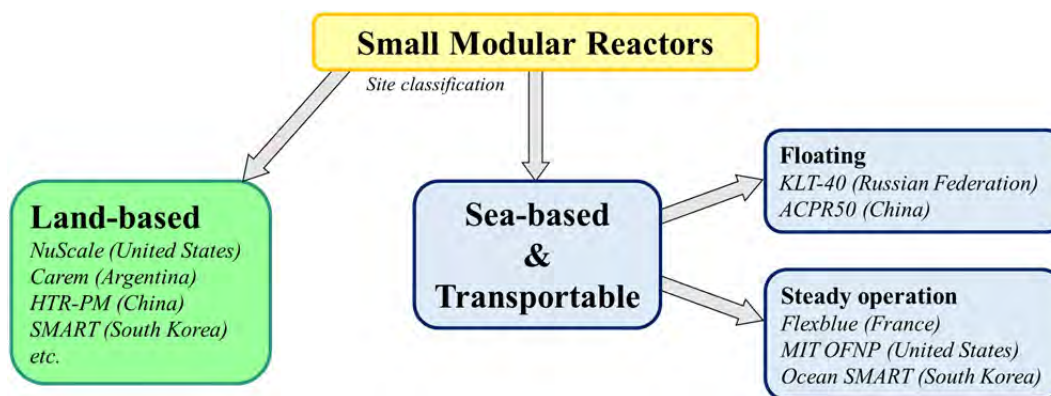 Small Modular Reactors
Site classification
Land-based
NuScale (United States)
Carem (Argentina)
HTR-PM (China)
SMART (South Korea)
etc.
Sea-based
&
Transportable
Floating
KLT-40 (Russian Federation)
ACPR50 (China)
Steady operation
Flexblue (France)
MIT OFNP (United States)
Ocean SMART (South Korea)